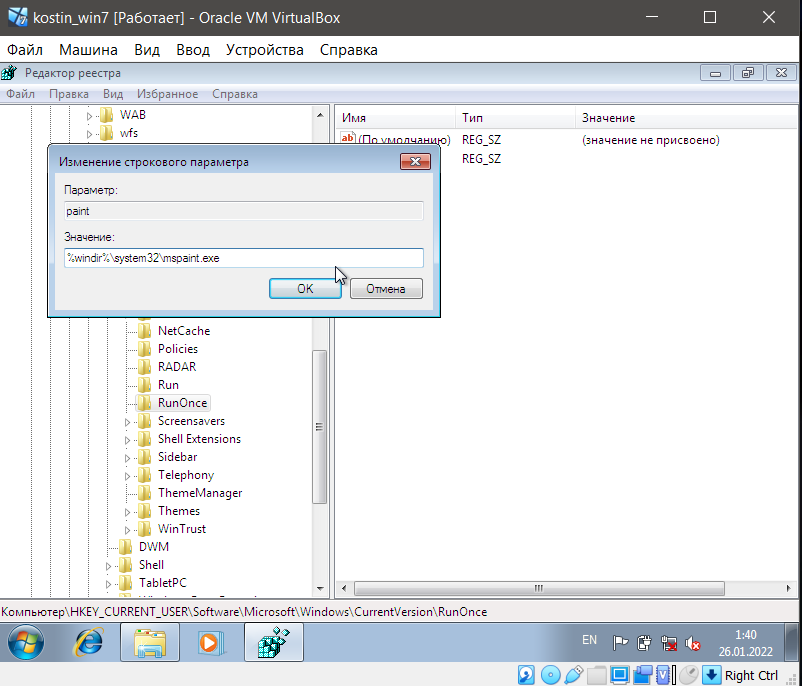 kostin_win7 [Работает] - Oracle VM VirtualBox
Файл Машина Вид Ввод Устройства Справка
Редактор реестра
Файл Правка Вид Избранное Справка
WAB
wfs
Имя Тип Значение
ab (По умолчанию) REG_SZ (значение не присвоено)
REG_SZ
Изменение строкового параметра
Параметр:
paint
Значение:
%windir%\system32\mspaint.exe
OK Отмена
NetCache
Policies
RADAR
Run
RunOnce
Screensavers
Shell Extensions
Sidebar
Telephony
ThemeManager
Themes
WinTrust
DWM
Shell
TabletPC
Компьютер\HKEY_CURRENT_USER\Software\Microsoft\Windows\CurrentVersion\RunOnce
EN 1:40
26.01.2022
Right Ctrl